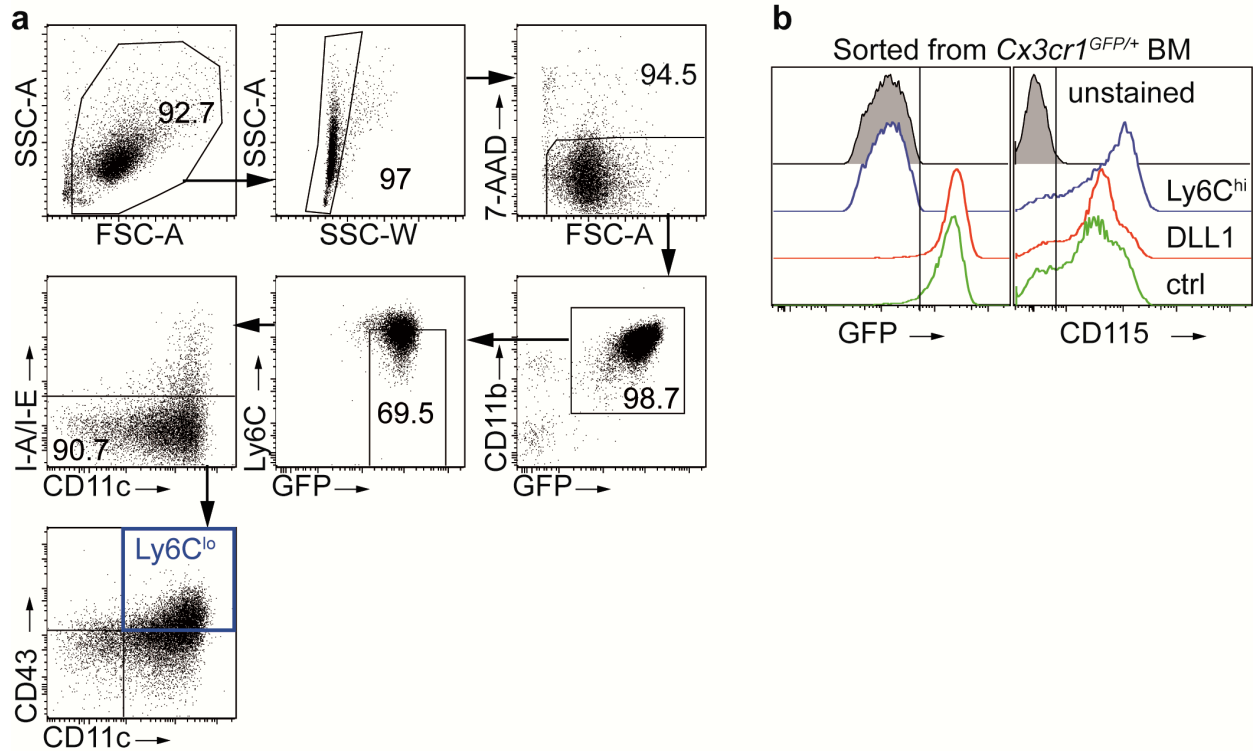 a
b
Sorted from Cx3cr1GFP/+ BM
SSC-A
92.7
FSC-A
SSC-A
97
SSC-W
7-AAD
94.5
FSC-A
unstained
Ly6Chi
DLL1
ctrl
GFP
CD115
I-A/I-E
90.7
CD11c
Ly6C
69.5
GFP
CD11b
98.7
GFP
Ly6Clo
CD43
CD11c